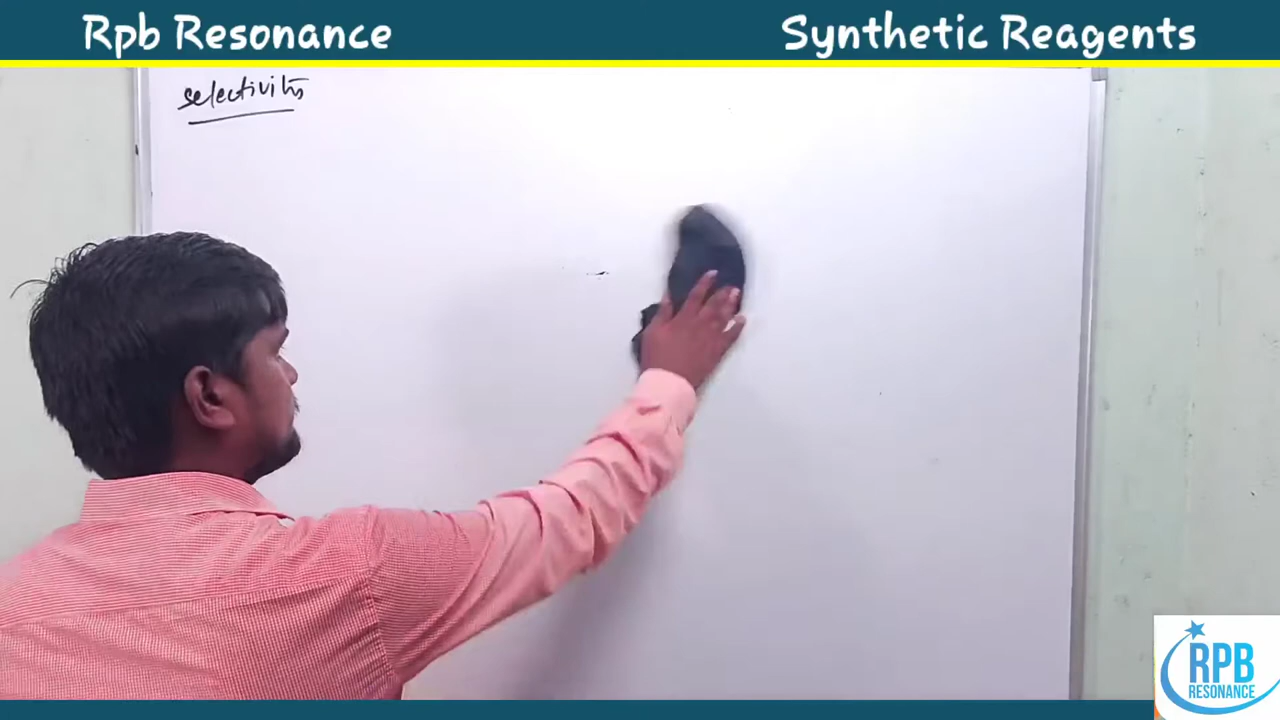 Rpb Resonance
Synthetic Reagents
selectivity
RPB
RESONANCE